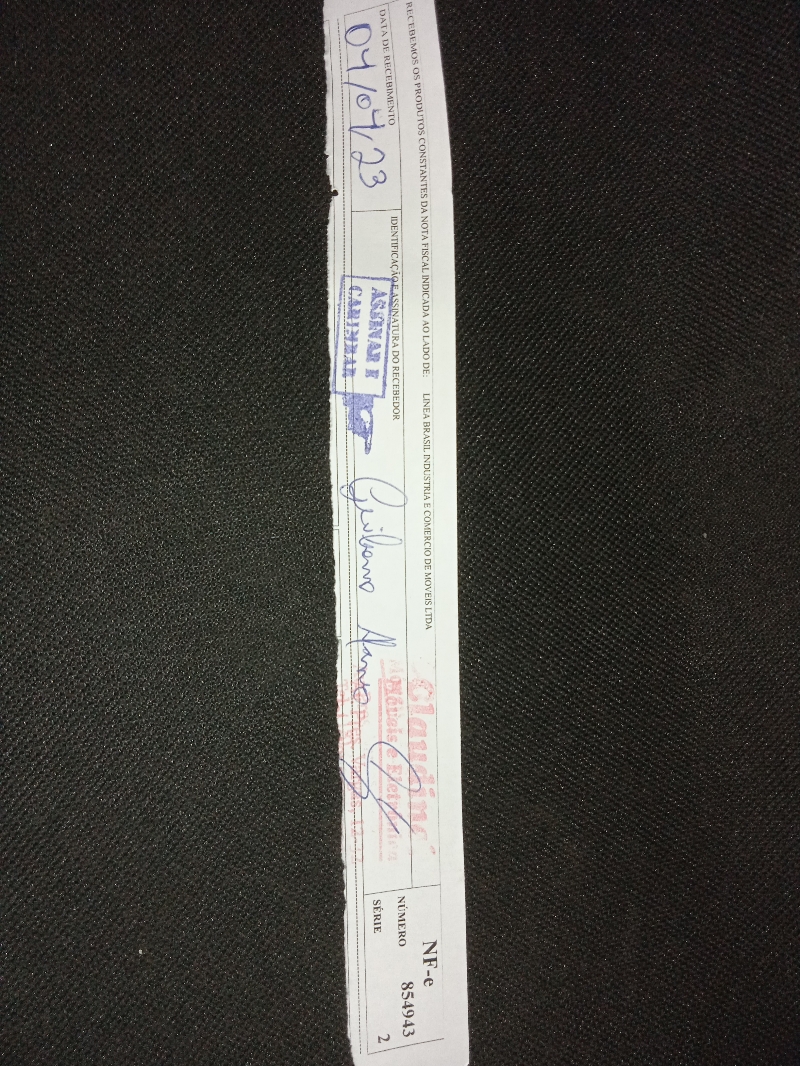 RECEBEMOS OS PRODUTOS CONSTANTES DA NOTA FISCAL INDICADA AO LADO DE: LINEA BRASIL INDUSTRIA E COMERCIO DE MOVEIS LTDA
DATA DE RECEBIMENTO
04/04/23
IDENTIFICAÇÃO E ASSINATURA DO RECEBEDOR
ASSINAR E
CARIMBAR
Móveis e
NF-e
NÚMERO 854943
SÉRIE 2